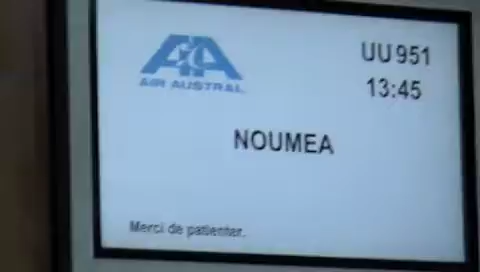 AIR AUSTRAL
UU 951
13:45
NOUMEA
Merci de patienter.